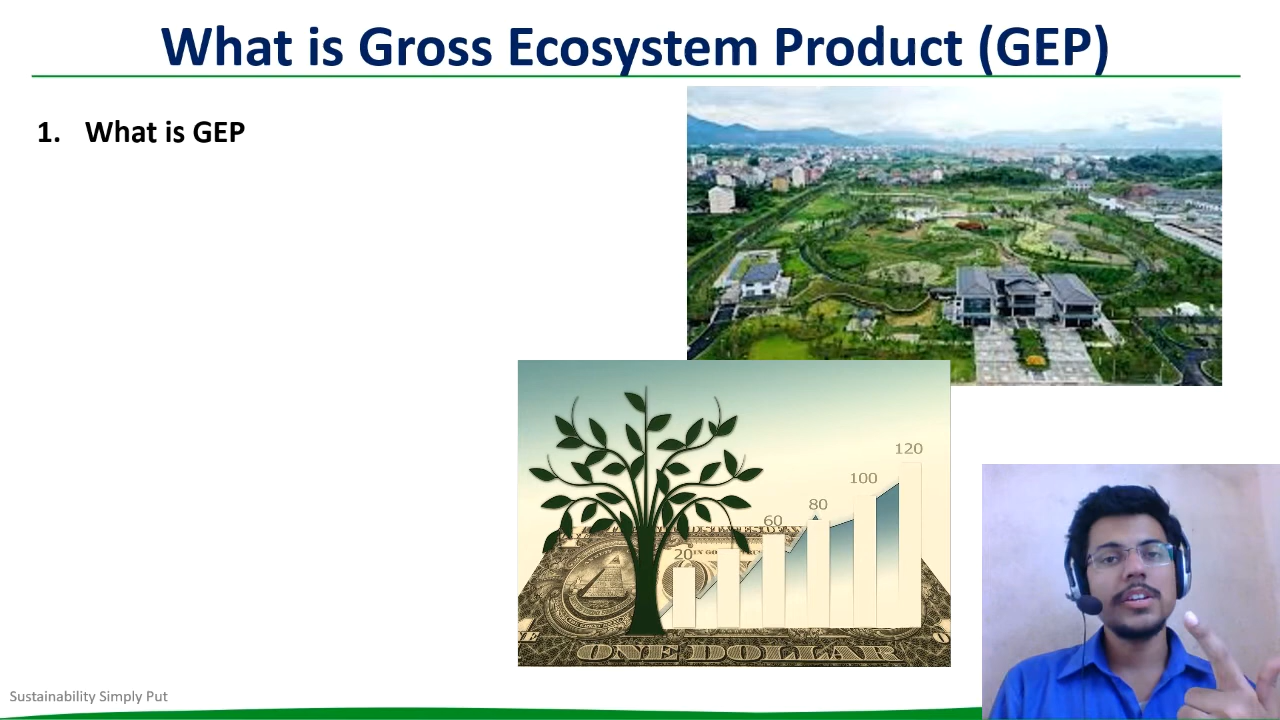 What is Gross Ecosystem Product (GEP)
1. What is GEP
120
100
80
60
20
ONE DOLLAR
Sustainability Simply Put